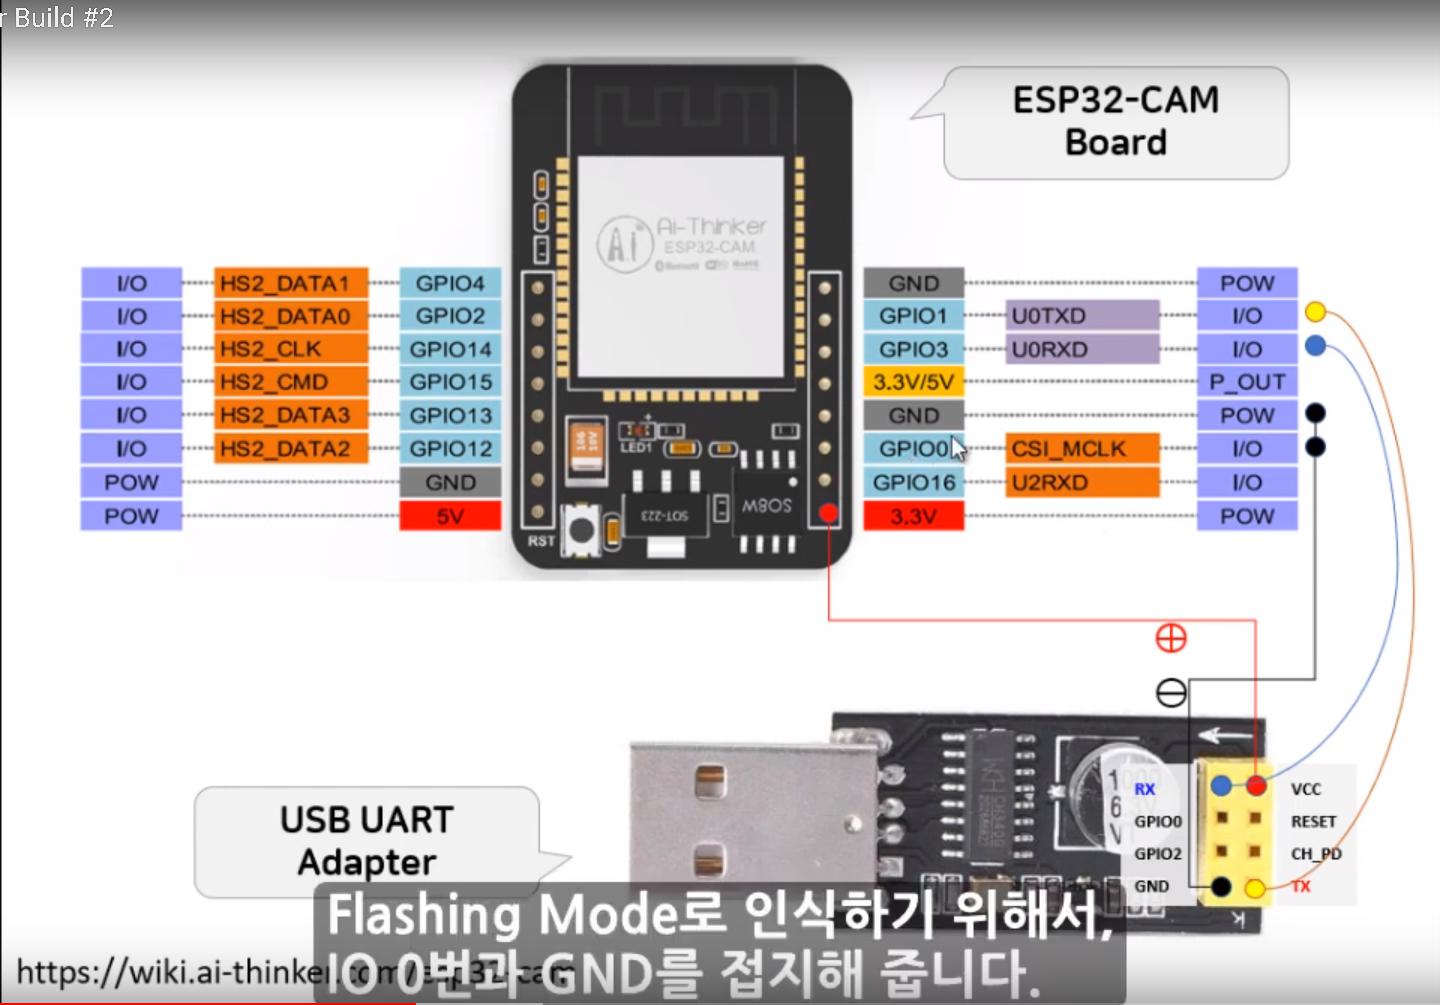 r Build #2
ESP32-CAM
Board
Ai-Thinker
ESP32-CAM
I/O HS2_DATA1 GPIO4
I/O HS2_DATA0 GPIO2
I/O HS2_CLK GPIO14
I/O HS2_CMD GPIO15
I/O HS2_DATA3 GPIO13
I/O HS2_DATA2 GPIO12
POW GND
POW 5V
GND POW
GPIO1 U0TXD I/O
GPIO3 U0RXD I/O
3.3V/5V P_OUT
GND POW
GPIO0 CSI_MCLK I/O
GPIO16 U2RXD I/O
3.3V POW
LED1
106
10V
SOT-223
SO8W
RST
USB UART
Adapter
RX VCC
GPIO0 RESET
GPIO2 CH_PD
GND TX
Flashing Mode로 인식하기 위해서,
IO 0번과 GND를 접지해 줍니다.
https://wiki.ai-thinker.com/esp32-cam